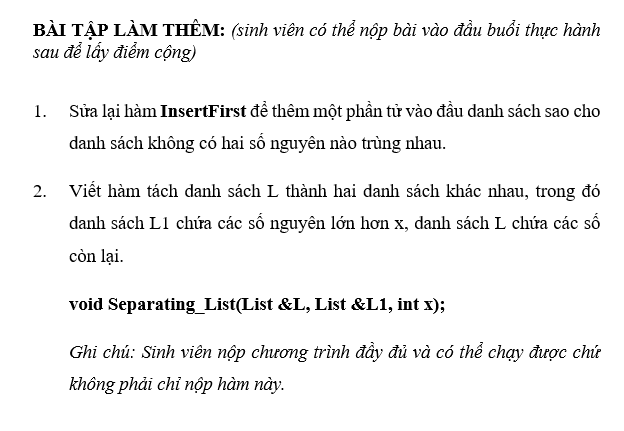 BÀI TẬP LÀM THÊM: (sinh viên có thể nộp bài vào đầu buổi thực hành
sau để lấy điểm cộng)
1. Sửa lại hàm InsertFirst để thêm một phần tử vào đầu danh sách sao cho
danh sách không có hai số nguyên nào trùng nhau.
2. Viết hàm tách danh sách L thành hai danh sách khác nhau, trong đó
danh sách L1 chứa các số nguyên lớn hơn x, danh sách L chứa các số
còn lại.
void Separating_List(List &L, List &L1, int x);
Ghi chú: Sinh viên nộp chương trình đầy đủ và có thể chạy được chứ
không phải chỉ nộp hàm này.